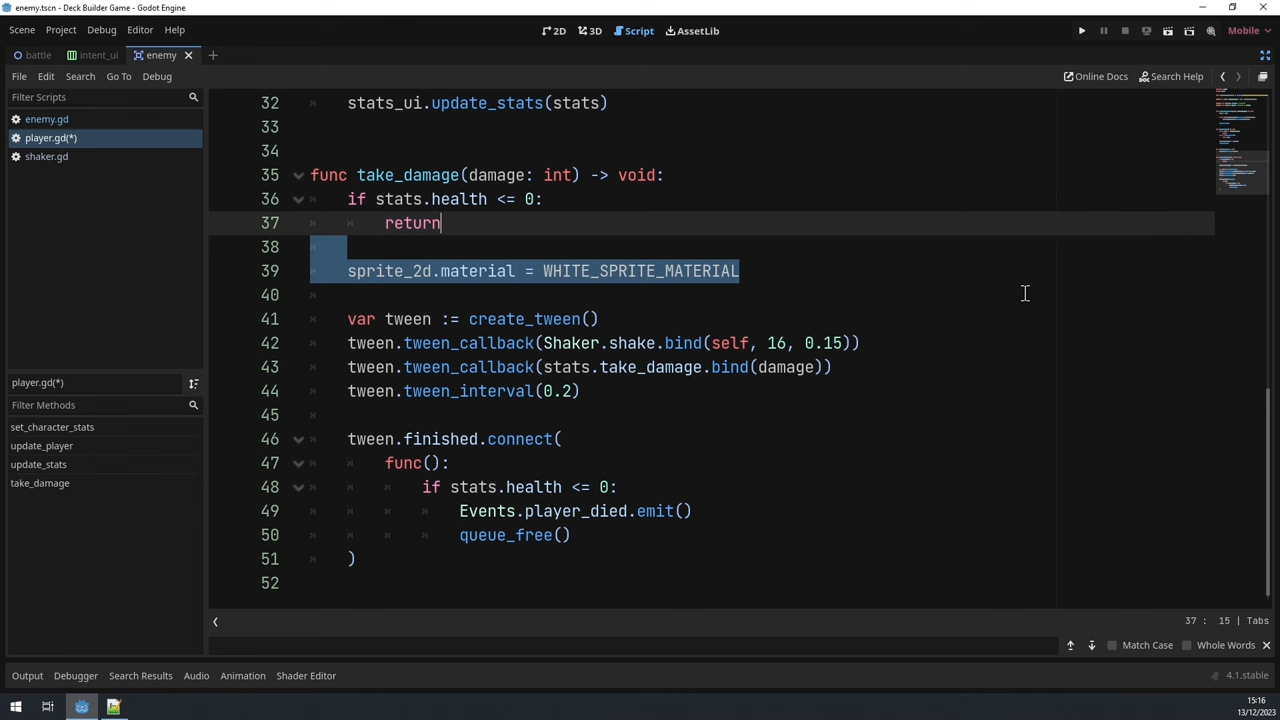 enemy.tscn - Deck Builder Game - Godot Engine
Scene Project Debug Editor Help
2D 3D Script AssetLib
Mobile
battle intent_ui enemy
File Edit Search Go To Debug
Online Docs Search Help
Filter Scripts
enemy.gd
player.gd(*)
shaker.gd
player.gd(*)
Filter Methods
set_character_stats
update_player
update_stats
take_damage
32 stats_ui.update_stats(stats)
33
34
35 func take_damage(damage: int) -> void:
36 if stats.health <= 0:
37 return
38
39 sprite_2d.material = WHITE_SPRITE_MATERIAL
40
41 var tween := create_tween()
42 tween.tween_callback(Shaker.shake.bind(self, 16, 0.15))
43 tween.tween_callback(stats.take_damage.bind(damage))
44 tween.tween_interval(0.2)
45
46 tween.finished.connect(
47 func():
48 if stats.health <= 0:
49 Events.player_died.emit()
50 queue_free()
51 )
52
37 : 15 | Tabs
Match Case Whole Words
Output Debugger Search Results Audio Animation Shader Editor
4.1.stable
15:16
13/12/2023